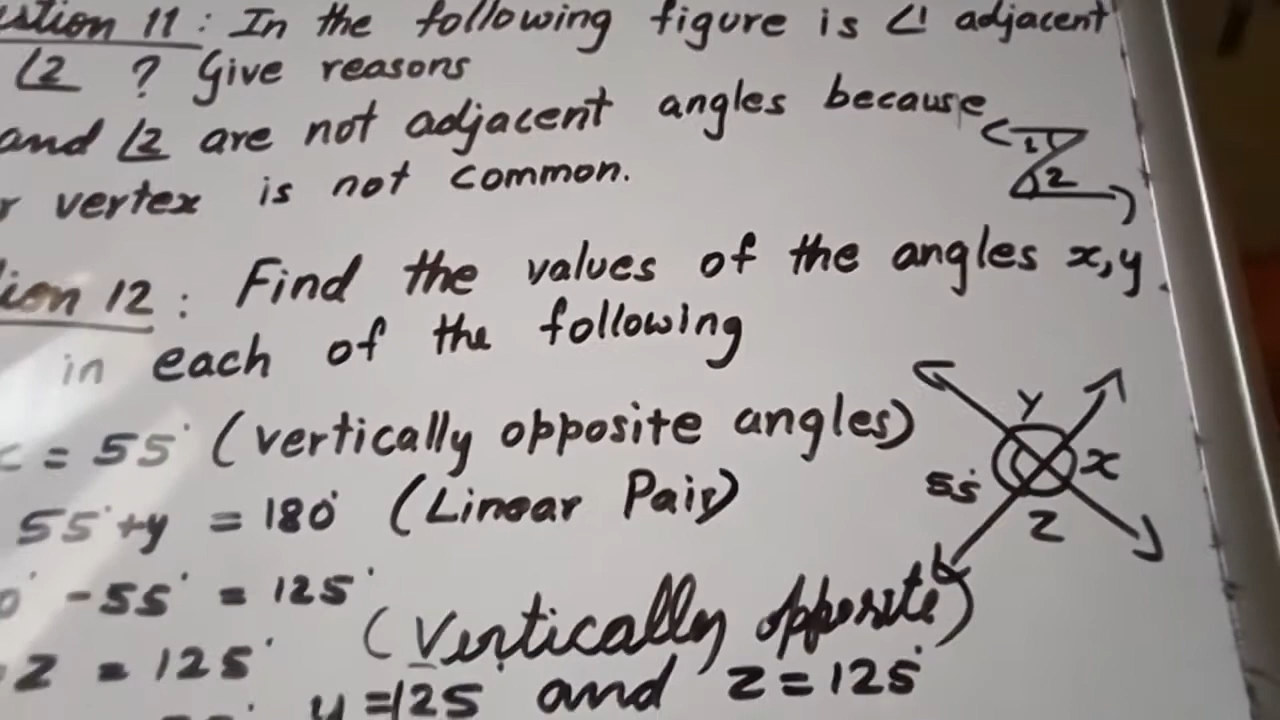 stion 11 : In the following figure is ∠1 adjacent
∠2 ? Give reasons
and ∠2 are not adjacent angles because
r vertex is not common.
1
2
ion 12 : Find the values of the angles x, y
in each of the following
x = 55° (vertically opposite angles)
55° + y = 180° (Linear Pair)
0° - 55° = 125°
z = 125° (Vertically opposite)
y = 125 and z = 125°
y
55°
x
z